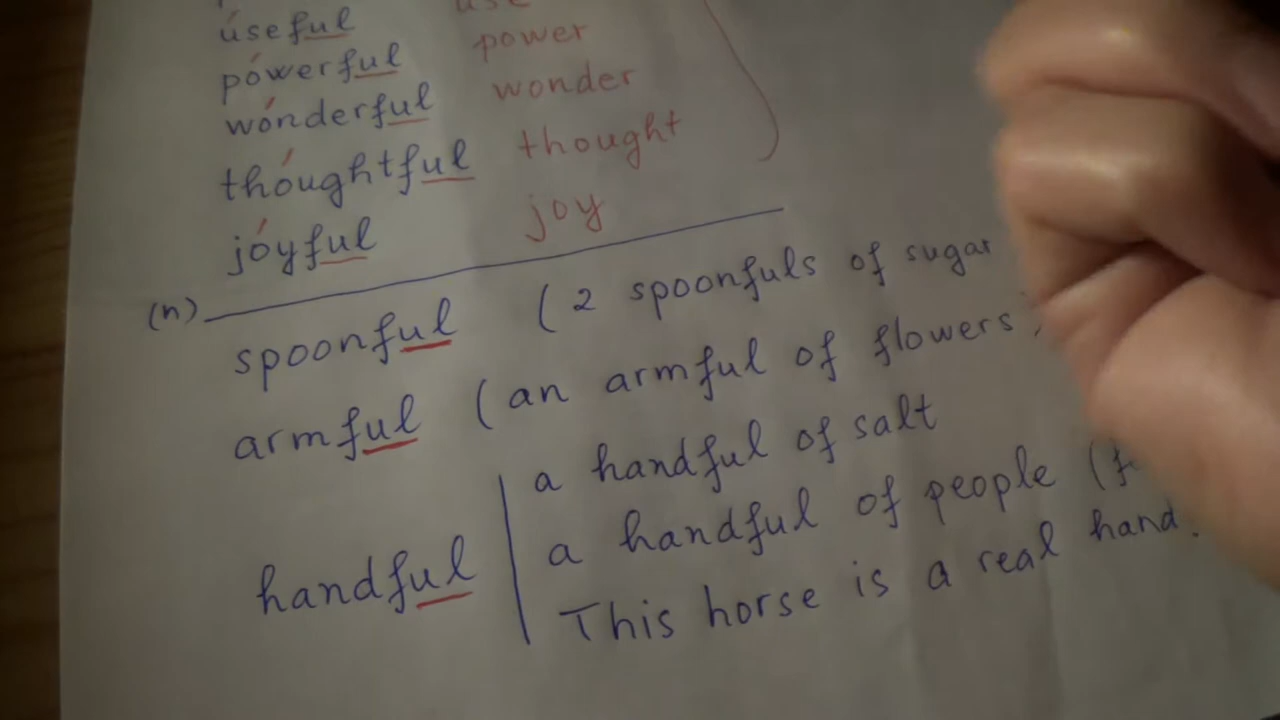 useful use
powerful power
wonderful wonder
thoughtful thought
joyful joy
(n)
spoonful (2 spoonfuls of sugar
armful (an armful of flowers)
a handful of salt
handful a handful of people (f
This horse is a real hand.